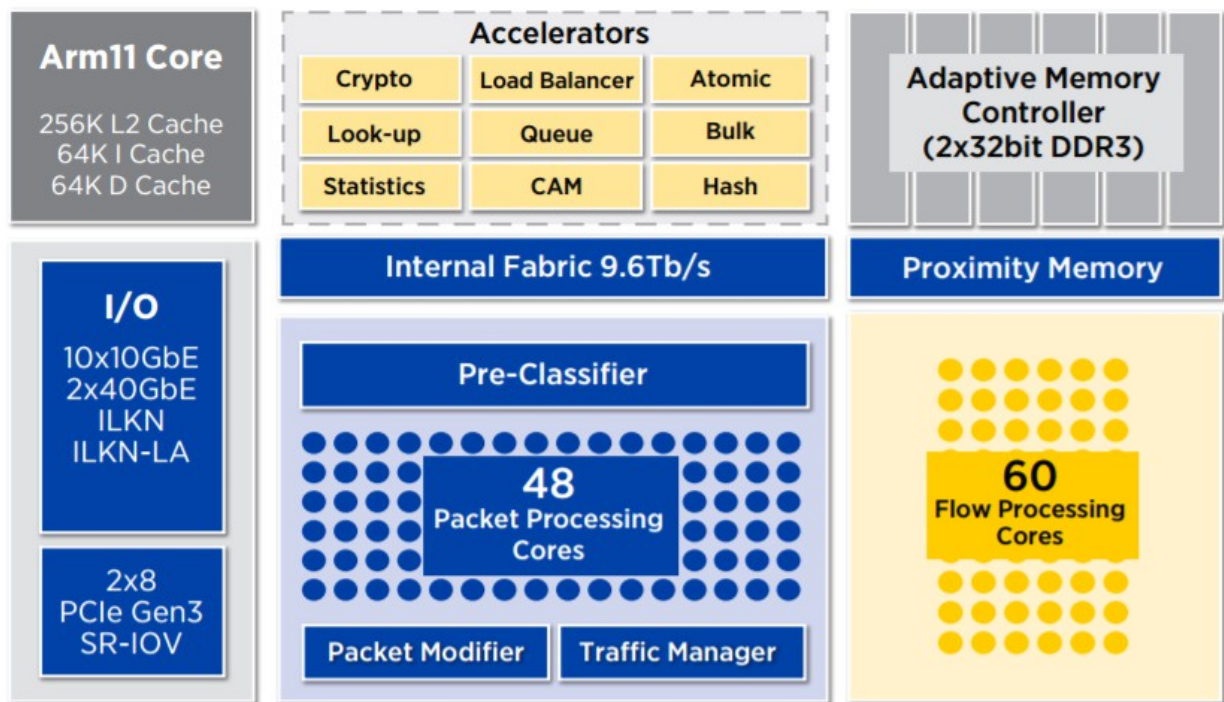 Arm11 Core
256K L2 Cache
64K I Cache
64K D Cache
Accelerators
Crypto
Load Balancer
Atomic
Look-up
Queue
Bulk
Statistics
CAM
Hash
Adaptive Memory
Controller
(2x32bit DDR3)
I/O
10x10GbE
2x40GbE
ILKN
ILKN-LA
2x8
PCIe Gen3
SR-IOV
Internal Fabric 9.6Tb/s
Proximity Memory
Pre-Classifier
48
Packet Processing
Cores
Packet Modifier
Traffic Manager
60
Flow Processing
Cores